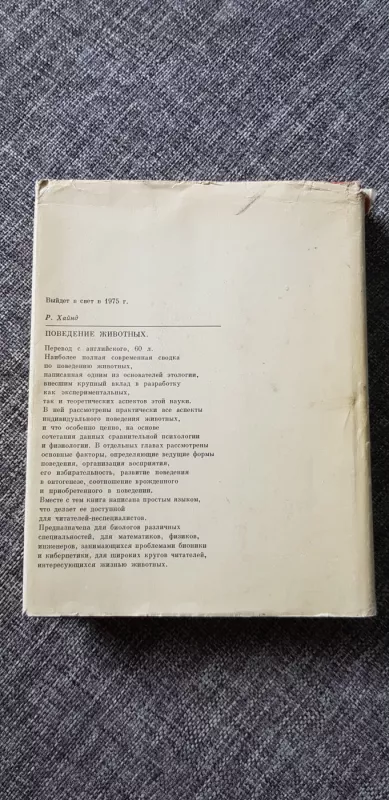 Выйдет в свет в 1975 г.
Р. Хайнд
ПОВЕДЕНИЕ ЖИВОТНЫХ.
Перевод с английского, 60 л.
Наиболее полная современная сводка
по поведению животных,
написанная одним из основателей этологии,
внесшим крупный вклад в разработку
как экспериментальных,
так и теоретических аспектов этой науки.
В ней рассмотрены практически все аспекты
индивидуального поведения животных,
и что особенно ценно, на основе
сочетания данных сравнительной психологии
и физиологии. В отдельных главах рассмотрены
основные факторы, определяющие ведущие формы
поведения, организация восприятия,
его избирательность, развитие поведения
в онтогенезе, соотношение врожденного
и приобретенного в поведении.
Вместе с тем книга написана простым языком,
что делает ее доступной
для читателей-неспециалистов.
Предназначена для биологов различных
специальностей, для математиков, физиков,
инженеров, занимающихся проблемами бионики
и кибернетики, для широких кругов читателей,
интересующихся жизнью животных.